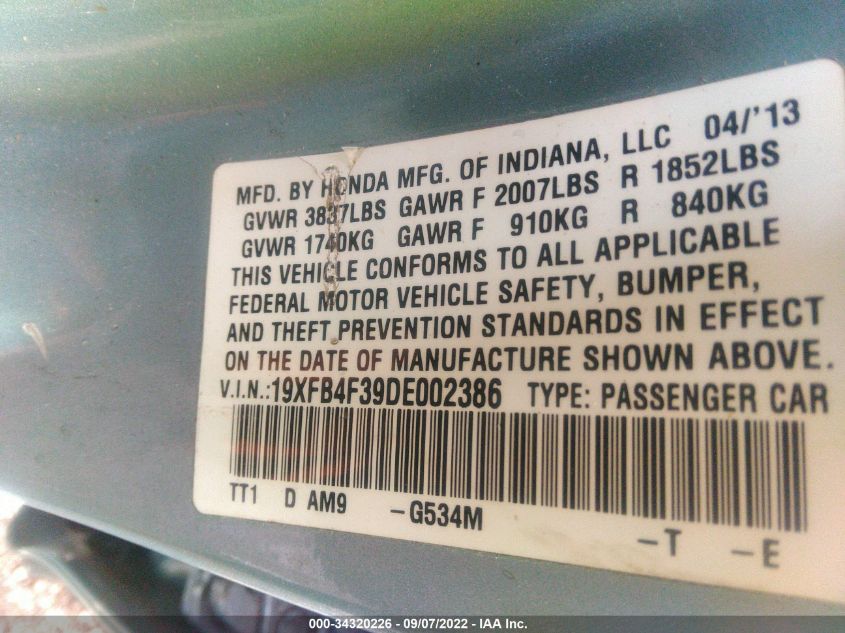 MFD. BY HONDA MFG. OF INDIANA, LLC 04/'13
GVWR 3837LBS GAWR F 2007LBS R 1852LBS
GVWR 1740KG GAWR F 910KG R 840KG
THIS VEHICLE CONFORMS TO ALL APPLICABLE
FEDERAL MOTOR VEHICLE SAFETY, BUMPER,
AND THEFT PREVENTION STANDARDS IN EFFECT
ON THE DATE OF MANUFACTURE SHOWN ABOVE.
V.I.N.:19XFB4F39DE002386 TYPE: PASSENGER CAR
TT1 D AM9 -G534M -T -E
000-34320226 - 09/07/2022 - IAA Inc.